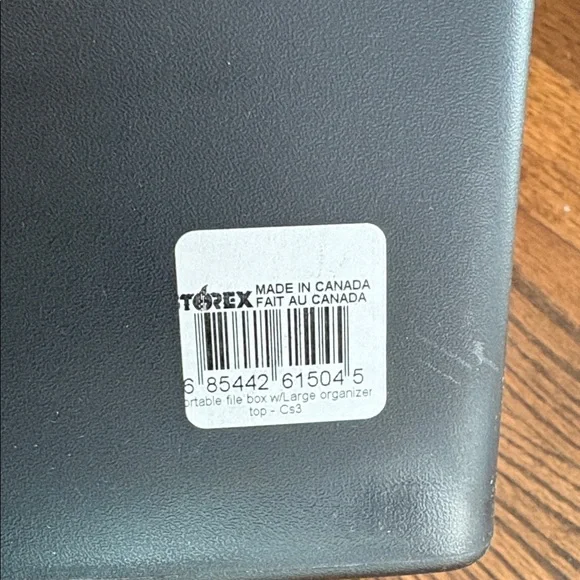 STOREX MADE IN CANADA
FAIT AU CANADA
6 85442 61504 5
ortable file box w/Large organizer
top - Cs3